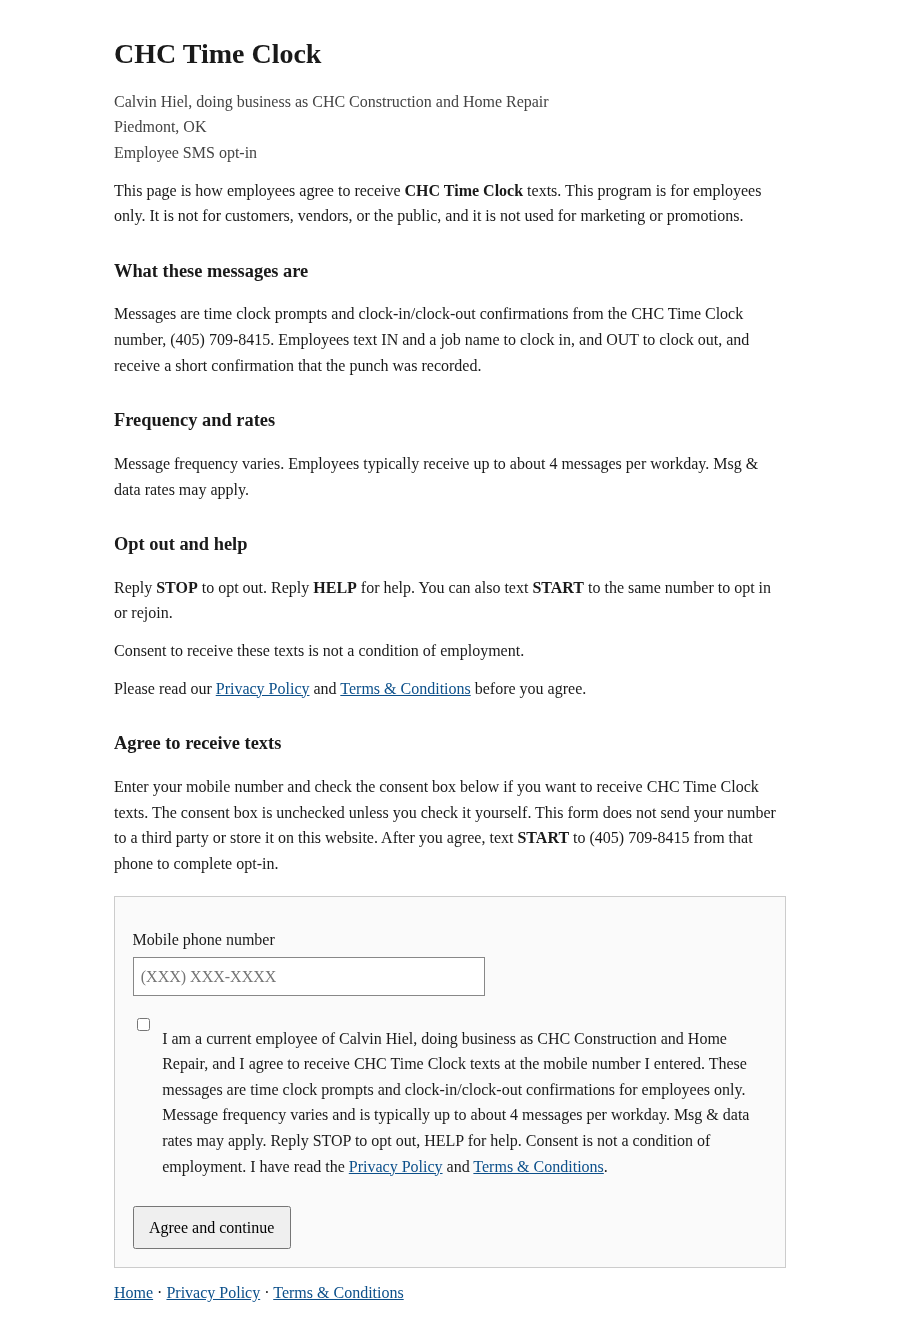 CHC Time Clock
Calvin Hiel, doing business as CHC Construction and Home Repair
Piedmont, OK
Employee SMS opt-in
This page is how employees agree to receive CHC Time Clock texts. This program is for employees
only. It is not for customers, vendors, or the public, and it is not used for marketing or promotions.
What these messages are
Messages are time clock prompts and clock-in/clock-out confirmations from the CHC Time Clock
number, (405) 709-8415. Employees text IN and a job name to clock in, and OUT to clock out, and
receive a short confirmation that the punch was recorded.
Frequency and rates
Message frequency varies. Employees typically receive up to about 4 messages per workday. Msg &
data rates may apply.
Opt out and help
Reply STOP to opt out. Reply HELP for help. You can also text START to the same number to opt in
or rejoin.
Consent to receive these texts is not a condition of employment.
Please read our Privacy Policy and Terms & Conditions before you agree.
Agree to receive texts
Enter your mobile number and check the consent box below if you want to receive CHC Time Clock
texts. The consent box is unchecked unless you check it yourself. This form does not send your number
to a third party or store it on this website. After you agree, text START to (405) 709-8415 from that
phone to complete opt-in.
Mobile phone number
(XXX) XXX-XXXX
I am a current employee of Calvin Hiel, doing business as CHC Construction and Home
Repair, and I agree to receive CHC Time Clock texts at the mobile number I entered. These
messages are time clock prompts and clock-in/clock-out confirmations for employees only.
Message frequency varies and is typically up to about 4 messages per workday. Msg & data
rates may apply. Reply STOP to opt out, HELP for help. Consent is not a condition of
employment. I have read the Privacy Policy and Terms & Conditions.
Agree and continue
Home · Privacy Policy · Terms & Conditions